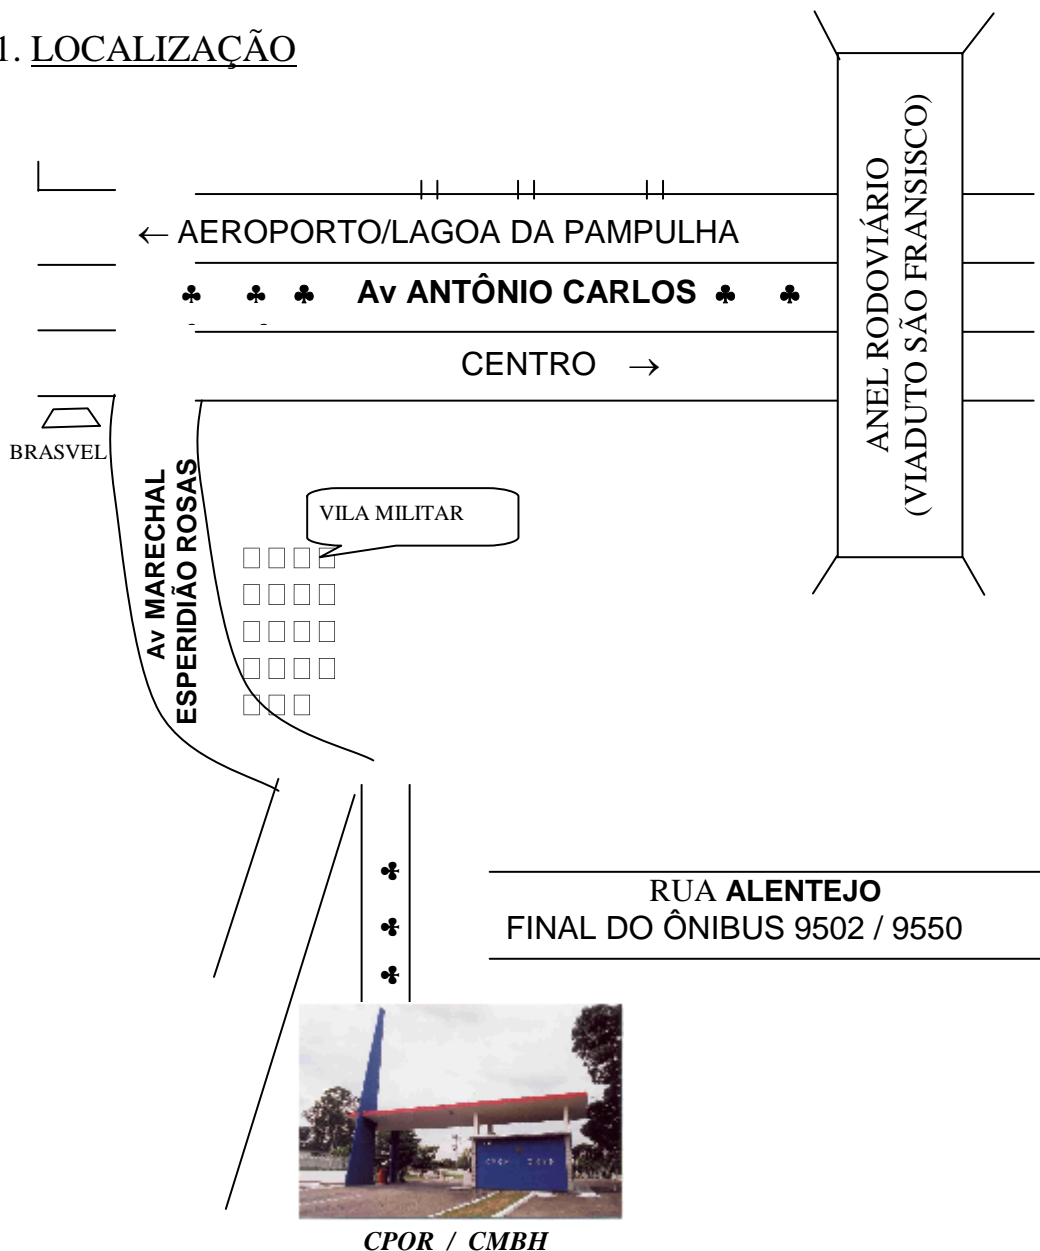 1. LOCALIZAÇÃO
← AEROPORTO/LAGOA DA PAMPULHA
Av ANTÔNIO CARLOS
CENTRO →
ANEL RODOVIÁRIO
(VIADUTO SÃO FRANSISCO)
BRASVEL
Av MARECHAL
ESPERIDIÃO ROSAS
VILA MILITAR
RUA ALENTEJO
FINAL DO ÔNIBUS 9502 / 9550
CPOR / CMBH